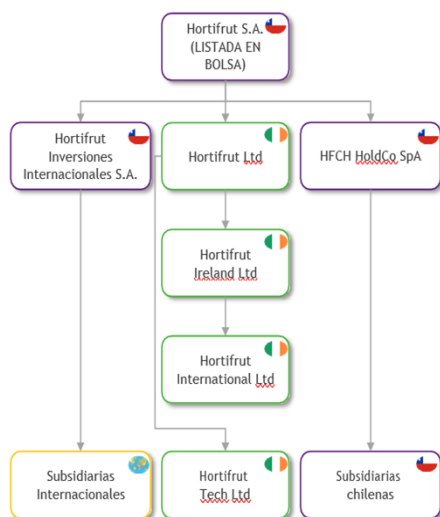 Hortifrut S.A.
(LISTADA EN
BOLSA)
Hortifrut
Inversiones
Internacionales S.A.
Hortifrut Ltd
HFCH HoldCo SpA
Hortifrut
Ireland Ltd
Hortifrut
International Ltd
Subsidiarias
Internacionales
Hortifrut
Tech Ltd
Subsidiarias
chilenas